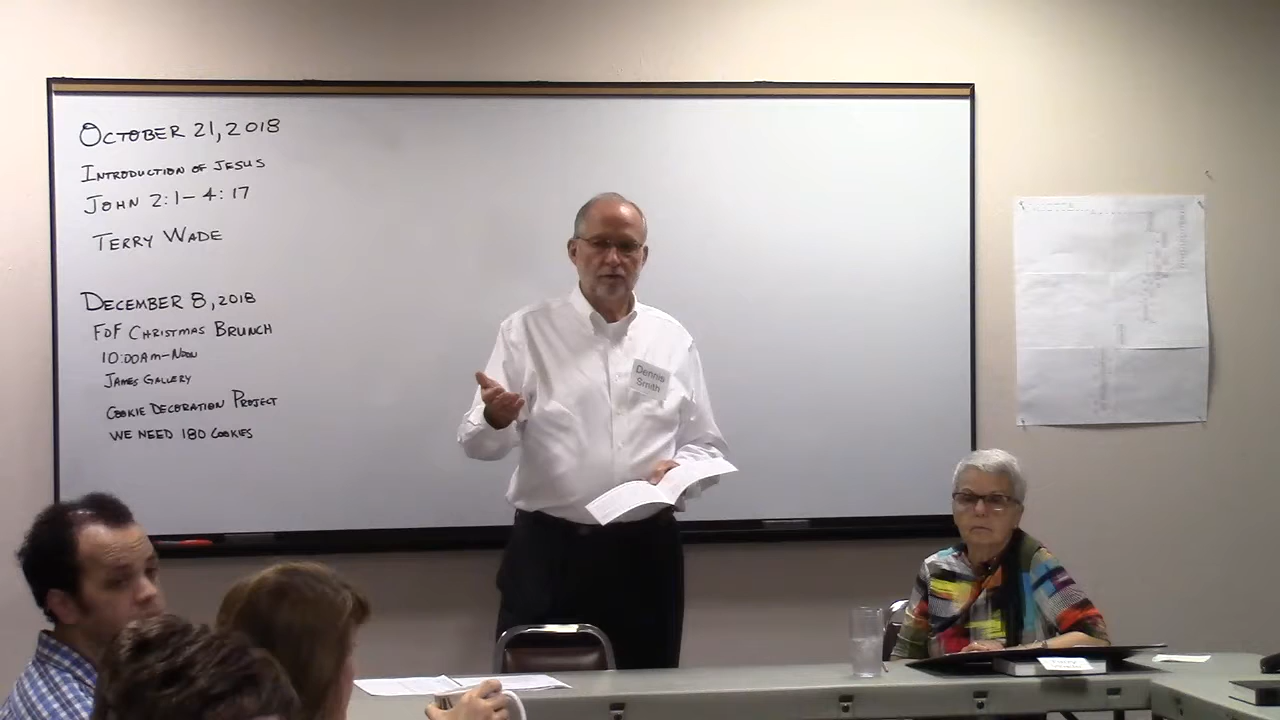 OCTOBER 21, 2018
INTRODUCTION OF JESUS
JOHN 2:1-4:17
TERRY WADE
DECEMBER 8, 2018
FOF CHRISTMAS BRUNCH
10:00AM-NOON
JAMES GALLERY
COOKIE DECORATION PROJECT
WE NEED 180 COOKIES
Dennis
Smith